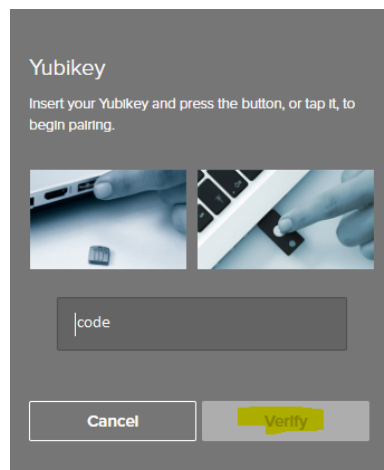 Yubikey
Insert your Yubikey and press the button, or tap it, to
begin pairing.
code
Cancel
Verify